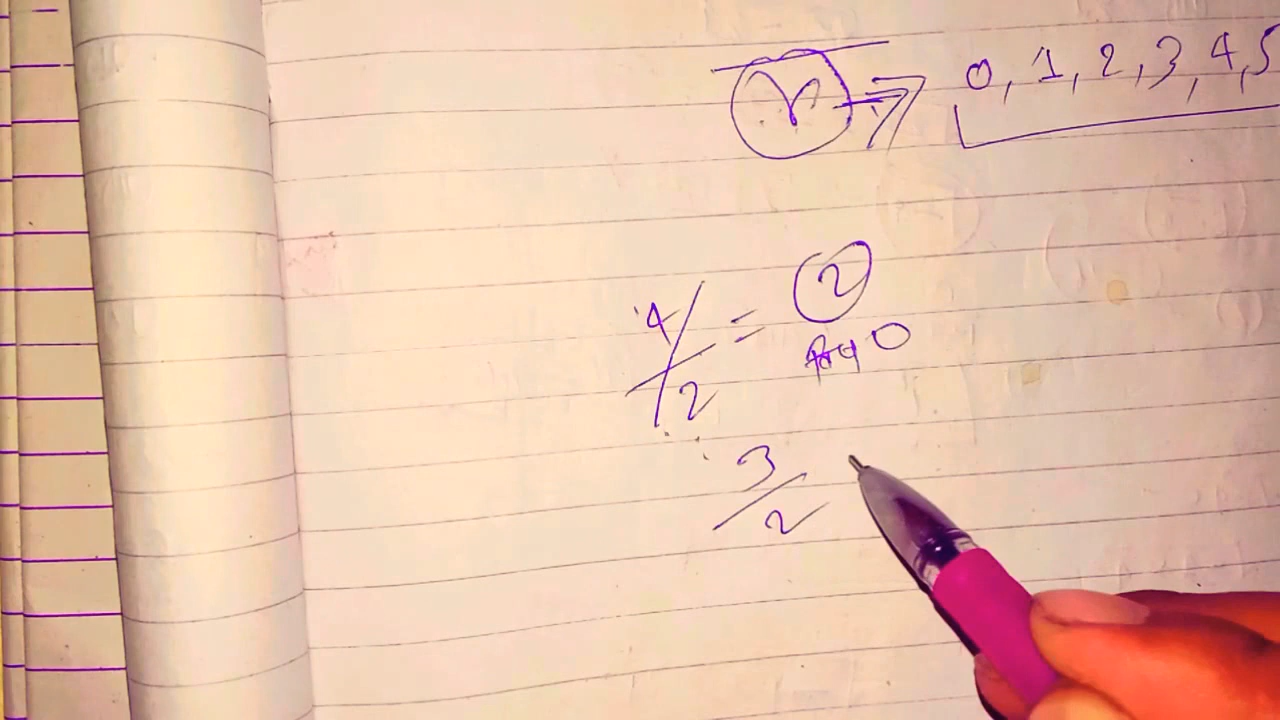 r → 0, 1, 2, 3, 4, 5
4/2 = 2
0
3/2